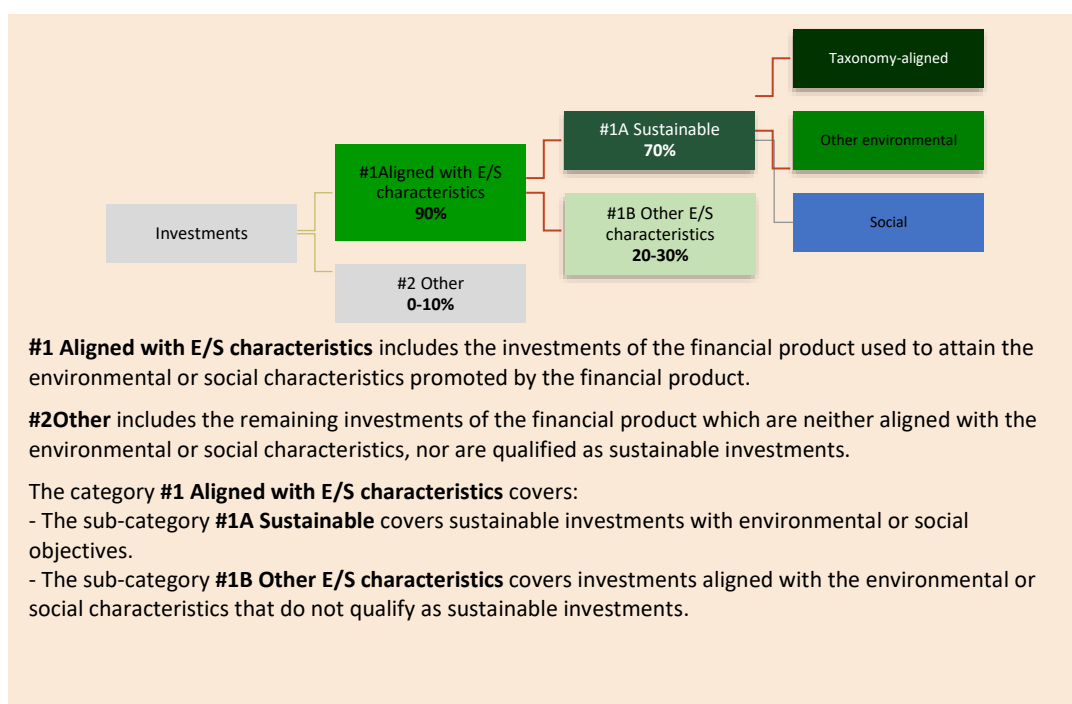 Taxonomy-aligned
#1A Sustainable
70%
Other environmental
#1Aligned with E/S
characteristics
90%
#1B Other E/S
characteristics
20-30%
Social
Investments
#2 Other
0-10%
#1 Aligned with E/S characteristics includes the investments of the financial product used to attain the
environmental or social characteristics promoted by the financial product.
#2Other includes the remaining investments of the financial product which are neither aligned with the
environmental or social characteristics, nor are qualified as sustainable investments.
The category #1 Aligned with E/S characteristics covers:
- The sub-category #1A Sustainable covers sustainable investments with environmental or social
objectives.
- The sub-category #1B Other E/S characteristics covers investments aligned with the environmental or
social characteristics that do not qualify as sustainable investments.